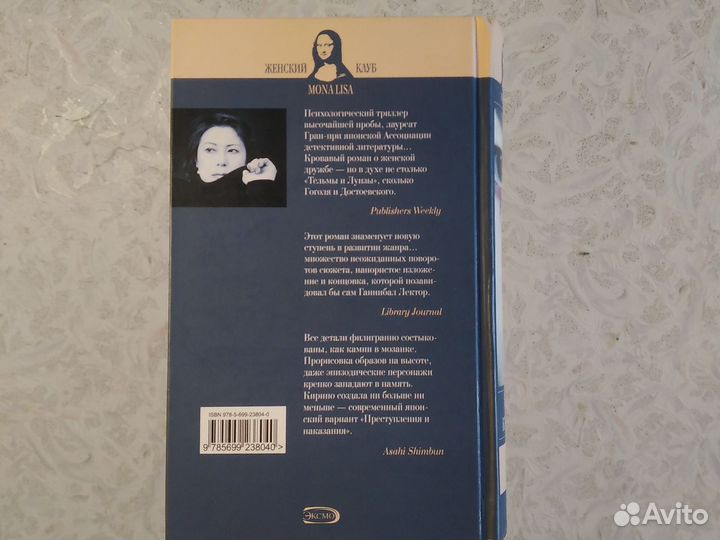 ЖЕНСКИЙ КЛУБ
MONA LISA
Психологический триллер
высочайшей пробы, лауреат
Гран-при японской Ассоциации
детективной литературы...
Кровавый роман о женской
дружбе — но в духе не столько
«Тельмы и Луизы», сколько
Гоголя и Достоевского.
Publishers Weekly
Этот роман знаменует новую
ступень в развитии жанра...
множество неожиданных поворо-
тов сюжета, напористое изложе-
ние и концовка, которой позави-
довал бы сам Ганнибал Лектор.
Library Journal
Все детали филигранно состыко-
ваны, как камни в мозаике.
Прорисовка образов на высоте,
даже эпизодические персонажи
крепко западают в память.
Кирино создала ни больше ни
меньше — современный япон-
ский вариант «Преступления и
наказания».
Asahi Shimbun
ISBN 978-5-699-23804-0
9 785699 238040 >
ЭКСМО
Avito